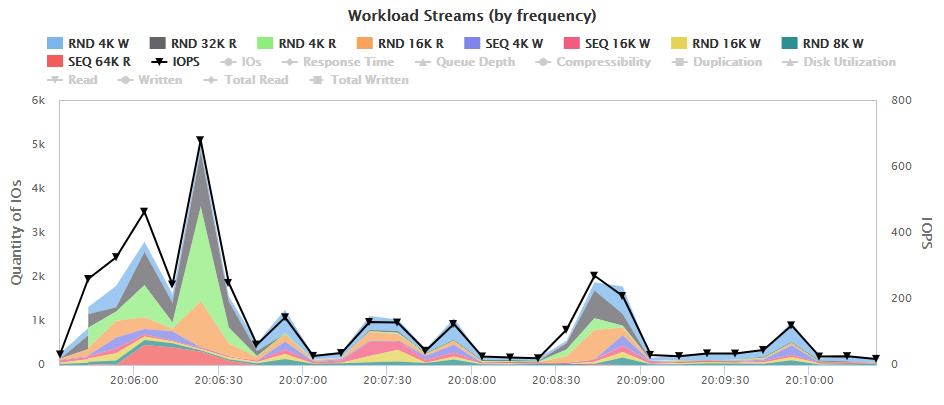 Workload Streams (by frequency)
RND 4K W RND 32K R RND 4K R RND 16K R SEQ 4K W SEQ 16K W RND 16K W RND 8K W
SEQ 64K R IOPS IOs Response Time Queue Depth Compressibility Duplication Disk Utilization
Read Written Total Read Total Written
6k 800
5k
600
4k
3k
400
2k
200
1k
0 0
Quantity of IOs
IOPS
20:06:00 20:06:30 20:07:00 20:07:30 20:08:00 20:08:30 20:09:00 20:09:30 20:10:00